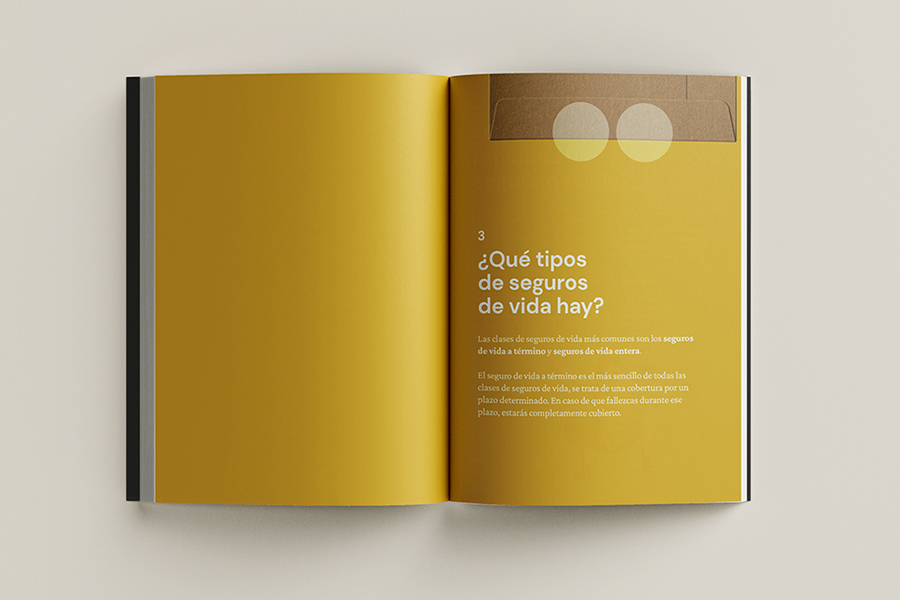 3
¿Qué tipos
de seguros
de vida hay?
Las clases de seguros de vida más comunes son los seguros
de vida a término y seguros de vida entera.
El seguro de vida a término es el más sencillo de todas las
clases de seguros de vida, se trata de una cobertura por un
plazo determinado. En caso de que fallezcas durante ese
plazo, estarás completamente cubierto.